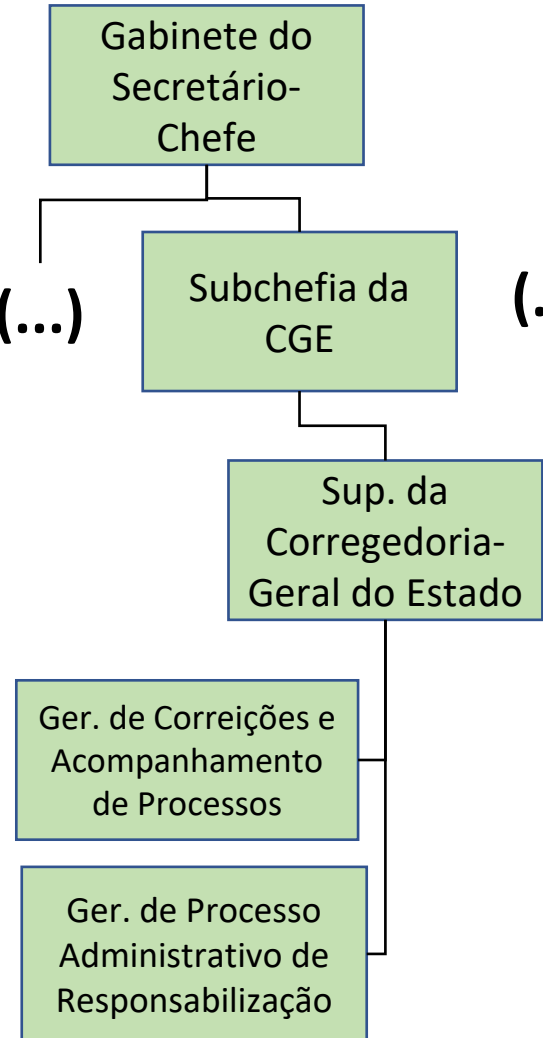 Gabinete do
Secretário-
Chefe
(...)
Subchefia da
CGE
(.
Sup. da
Corregedoria-
Geral do Estado
Ger. de Correições e
Acompanhamento
de Processos
Ger. de Processo
Administrativo de
Responsabilização